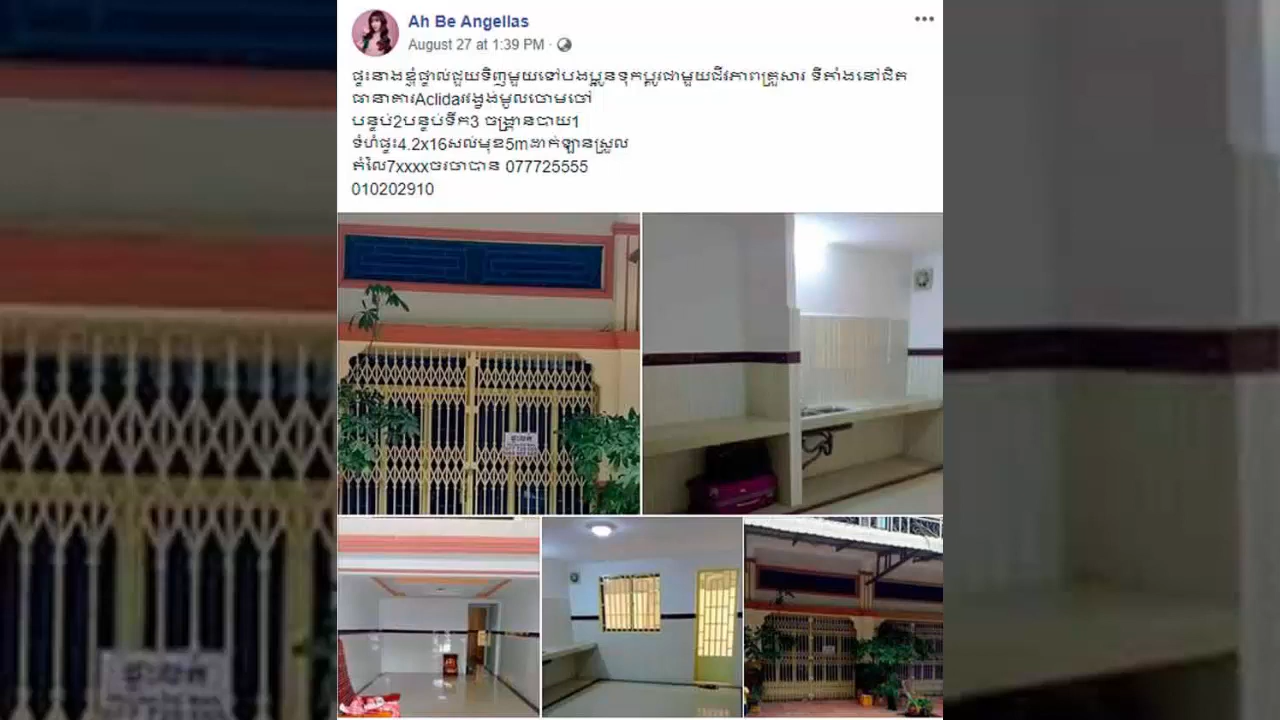 Ah Be Angellas
August 27 at 1:39 PM ·
ផ្ទះនាងខ្ញុំផ្ទាល់ជួយទិញមួយទៅបងប្អូនទុកប្តូរជាមួយជីវភាពគ្រួសារ ទីតាំងនៅជិត
ធានាគារAclidaរង្វង់មូលចោមចៅ
បន្ទប់2បន្ទប់ទឹក3 ចង្រ្កានបាយ1
ទំហំផ្ទះ4.2x16សល់មុខ5mដាក់ឡានស្រួល
តំលៃ7xxxxចរចាបាន 077725555
010202910